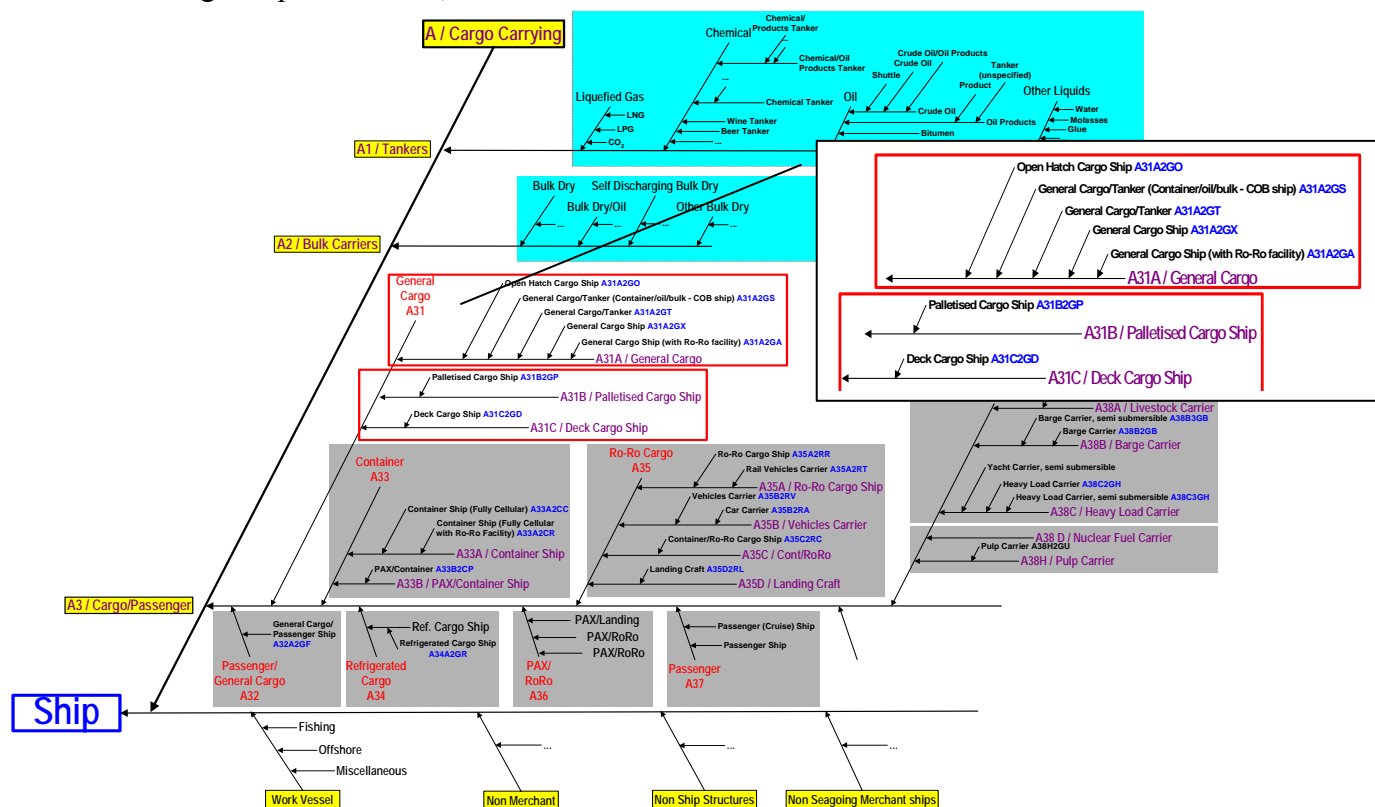 A / Cargo Carrying
Chemical/
Products Tanker
...
Chemical
Chemical/Oil
Products Tanker
...
Chemical Tanker
Wine Tanker
Beer Tanker
...
Liquefied Gas
LNG
LPG
CO2
Crude Oil/Oil Products
Crude Oil
Shuttle
Tanker
(unspecified)
Product
Oil
Crude Oil
Oil Products
Bitumen
Other Liquids
Water
Molasses
Glue
A1 / Tankers
Bulk Dry
Self Discharging Bulk Dry
Bulk Dry/Oil
Other Bulk Dry
...
...
...
...
A2 / Bulk Carriers
Open Hatch Cargo Ship A31A2GO
General Cargo/Tanker (Container/oil/bulk - COB ship) A31A2GS
General Cargo/Tanker A31A2GT
General Cargo Ship A31A2GX
General Cargo Ship (with Ro-Ro facility) A31A2GA
A31A / General Cargo
Palletised Cargo Ship A31B2GP
A31B / Palletised Cargo Ship
Deck Cargo Ship A31C2GD
A31C / Deck Cargo Ship
General
Cargo
A31
Open Hatch Cargo Ship A31A2GO
General Cargo/Tanker (Container/oil/bulk - COB ship) A31A2GS
General Cargo/Tanker A31A2GT
General Cargo Ship A31A2GX
General Cargo Ship (with Ro-Ro facility) A31A2GA
A31A / General Cargo
Palletised Cargo Ship A31B2GP
A31B / Palletised Cargo Ship
Deck Cargo Ship A31C2GD
A31C / Deck Cargo Ship
Container
A33
Container Ship (Fully Cellular) A33A2CC
Container Ship (Fully Cellular
with Ro-Ro Facility) A33A2CR
A33A / Container Ship
PAX/Container A33B2CP
A33B / PAX/Container Ship
Ro-Ro Cargo
A35
Ro-Ro Cargo Ship A35A2RR
Rail Vehicles Carrier A35A2RT
A35A / Ro-Ro Cargo Ship
Vehicles Carrier A35B2RV
Car Carrier A35B2RA
A35B / Vehicles Carrier
Container/Ro-Ro Cargo Ship A35C2RC
A35C / Cont/RoRo
Landing Craft A35D2RL
A35D / Landing Craft
A38A / Livestock Carrier
Barge Carrier, semi submersible A38B3GB
Barge Carrier A38B2GB
A38B / Barge Carrier
Yacht Carrier, semi submersible
Heavy Load Carrier A38C2GH
Heavy Load Carrier, semi submersible A38C3GH
A38C / Heavy Load Carrier
A38 D / Nuclear Fuel Carrier
Pulp Carrier A38H2GU
A38H / Pulp Carrier
A3 / Cargo/Passenger
General Cargo/
Passenger Ship
A32A2GF
Passenger/
General Cargo
A32
Ref. Cargo Ship
Refrigerated Cargo Ship
A34A2GR
Refrigerated
Cargo
A34
PAX/Landing
PAX/RoRo
PAX/RoRo
PAX/
RoRo
A36
Passenger (Cruise) Ship
Passenger Ship
Passenger
A37
...
Ship
Fishing
Offshore
Miscellaneous
...
...
...
Work Vessel
Non Merchant
Non Ship Structures
Non Seagoing Merchant ships